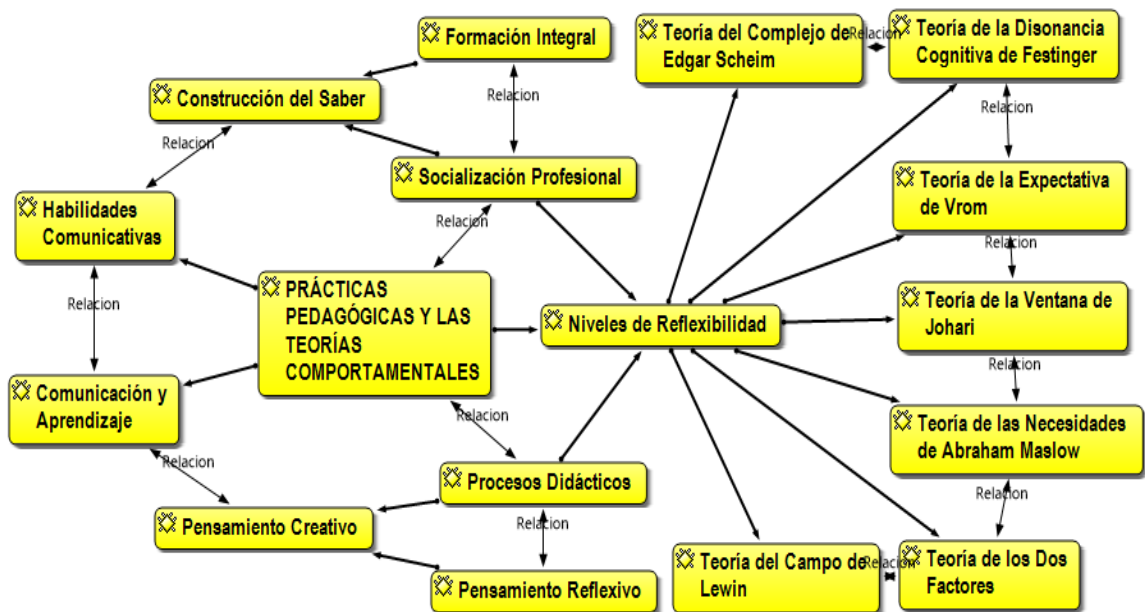 Formación Integral
Teoría del Complejo de
Edgar Scheim
Relacion
Teoría de la Disonancia
Cognitiva de Festinger
Construcción del Saber
Relacion
Relacion
Relacion
Relacion
Socialización Profesional
Teoría de la Expectativa
de Vrom
Habilidades
Comunicativas
Relacion
Relacion
Relacion
PRÁCTICAS
PEDAGÓGICAS Y LAS
TEORÍAS
COMPORTAMENTALES
Niveles de Reflexibilidad
Teoría de la Ventana de
Johari
Relacion
Comunicación y
Aprendizaje
Relacion
Teoría de las Necesidades
de Abraham Maslow
Relacion
Procesos Didácticos
Relacion
Pensamiento Creativo
Relacion
Teoría del Campo de
Lewin
Relacion
Teoría de los Dos
Factores
Pensamiento Reflexivo